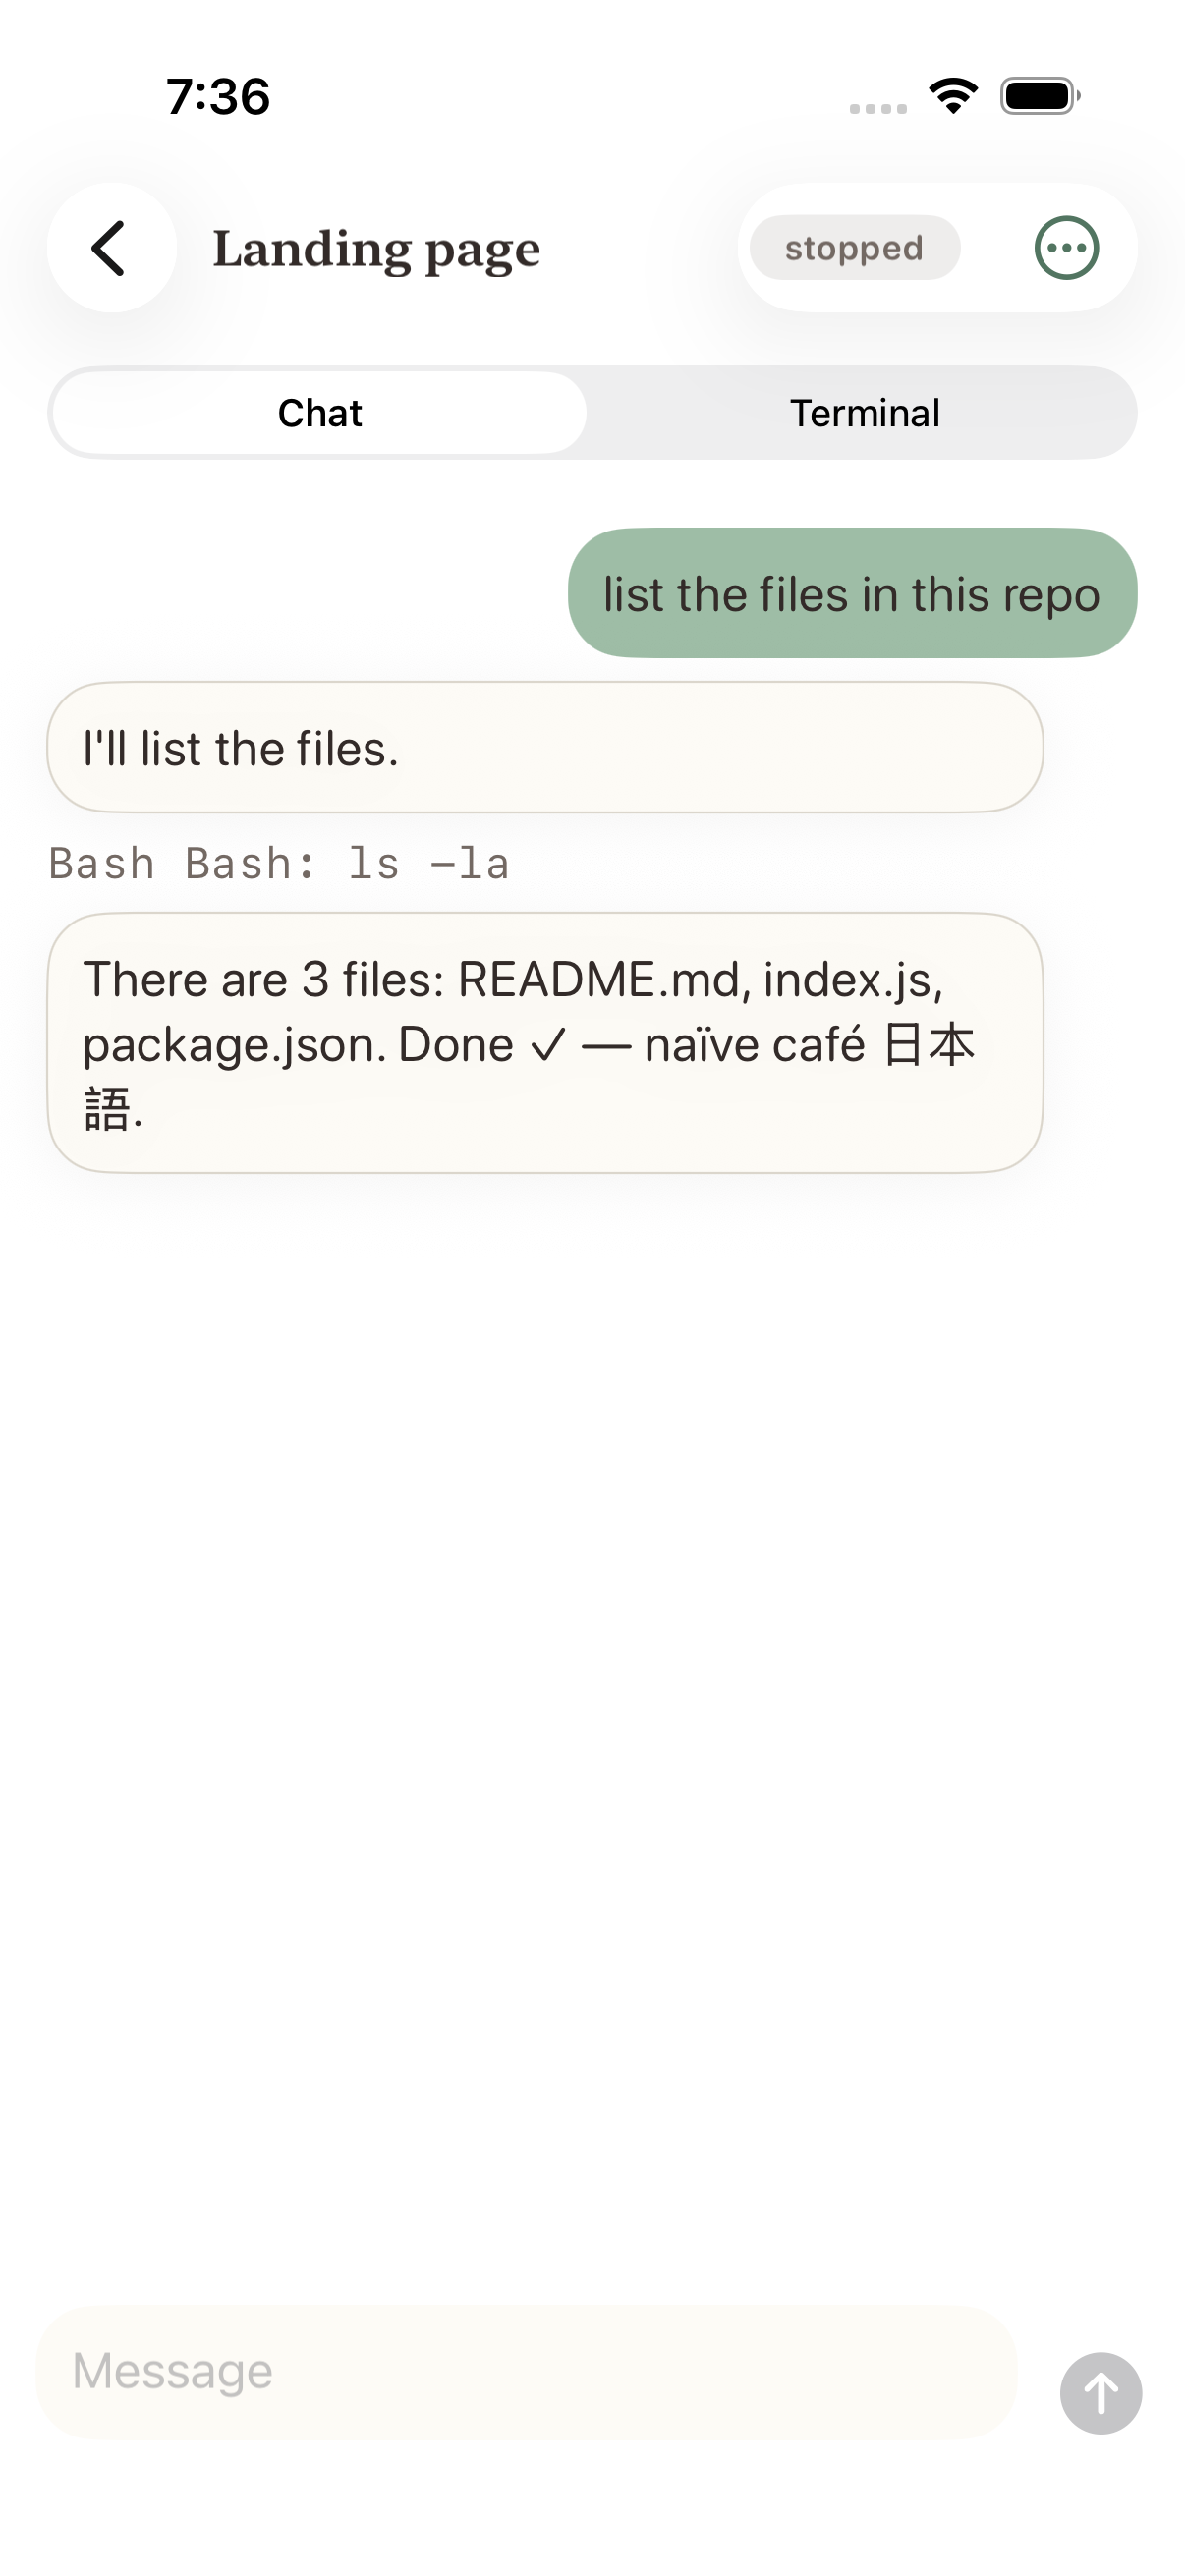 7:36
Landing page
stopped
Chat
Terminal
list the files in this repo
I'll list the files.
Bash Bash: ls -la
There are 3 files: README.md, index.js,
package.json. Done ✓ — naïve café 日本
語.
Message